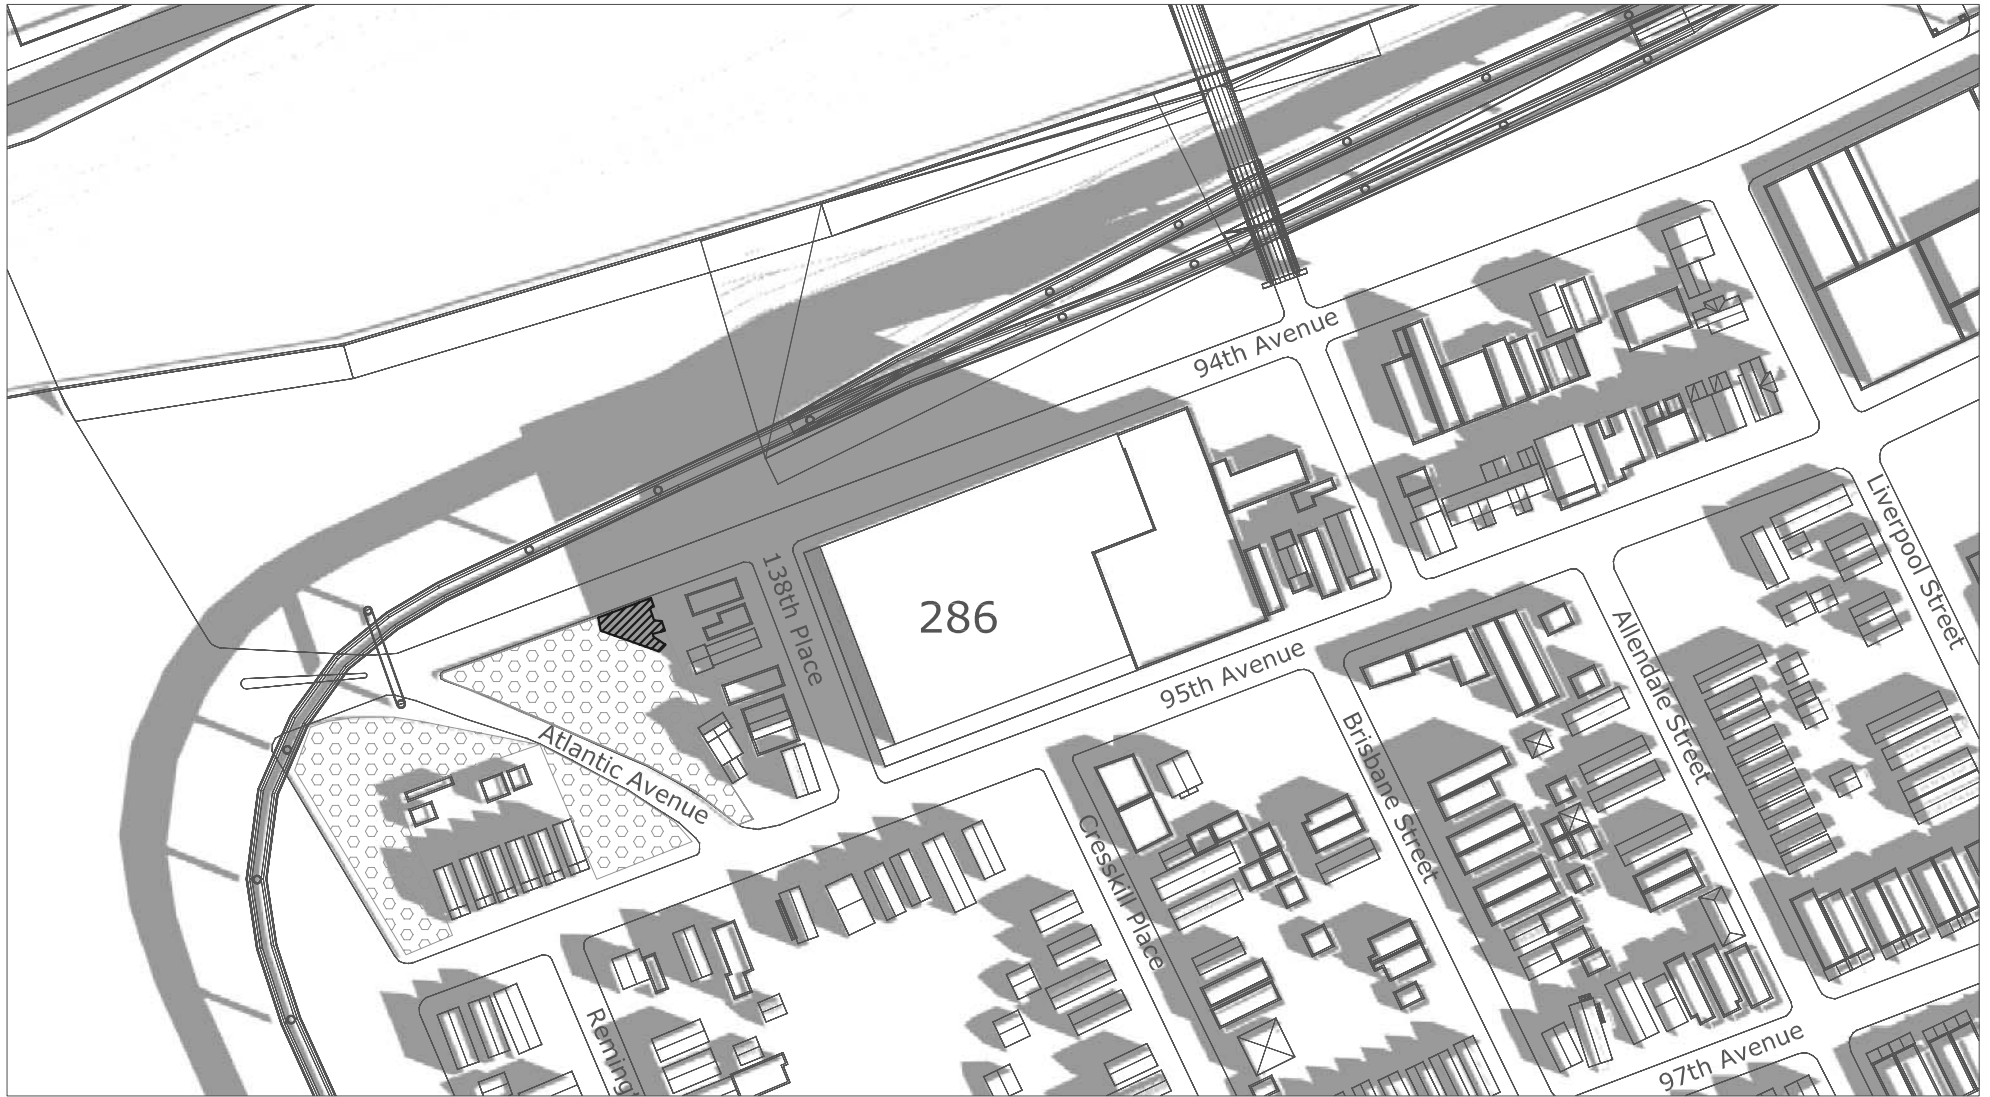 94th Avenue
138th Place
Liverpool Street
286
Allendale Street
95th Avenue
Brisbane Street
Atlantic Avenue
Cresskill Place
Reming
97th Avenue